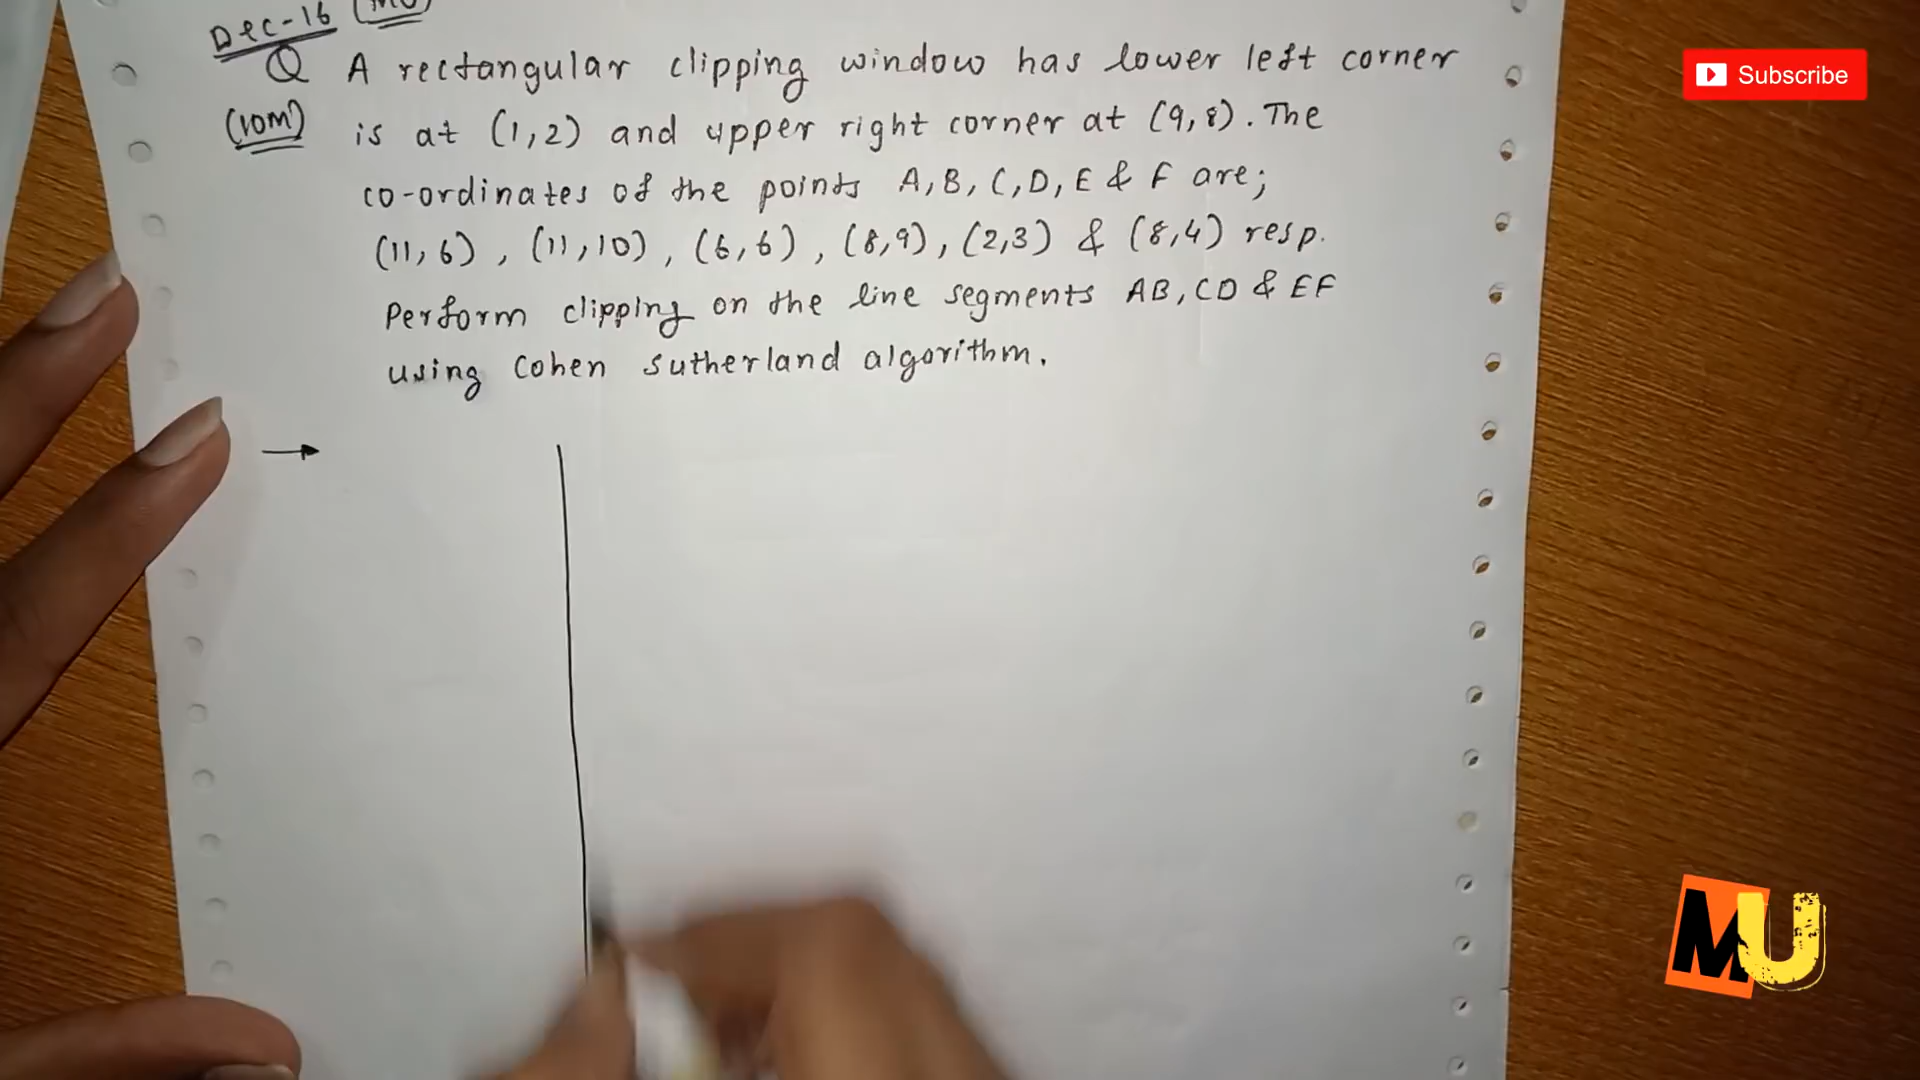 Dec-16 (MU)
Q A rectangular clipping window has lower left corner
(10M) is at (1,2) and upper right corner at (9,8). The
co-ordinates of the points A, B, C, D, E & F are;
(11,6), (11,10), (6,6), (8,9), (2,3) & (8,4) resp.
Perform clipping on the line segments AB, CD & EF
using Cohen Sutherland algorithm.
Subscribe
MU